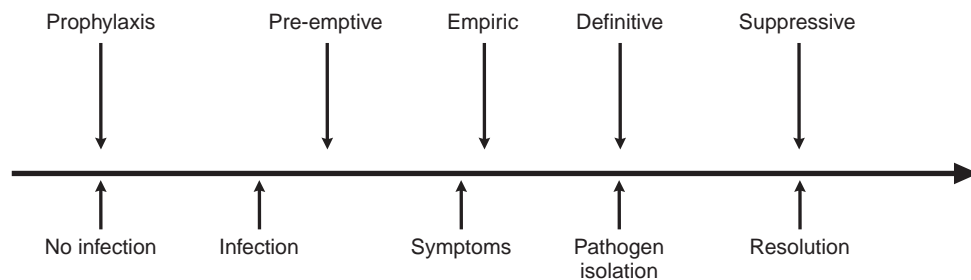 Prophylaxis Pre-emptive Empiric Definitive Suppressive
No infection Infection Symptoms Pathogen Resolution
isolation